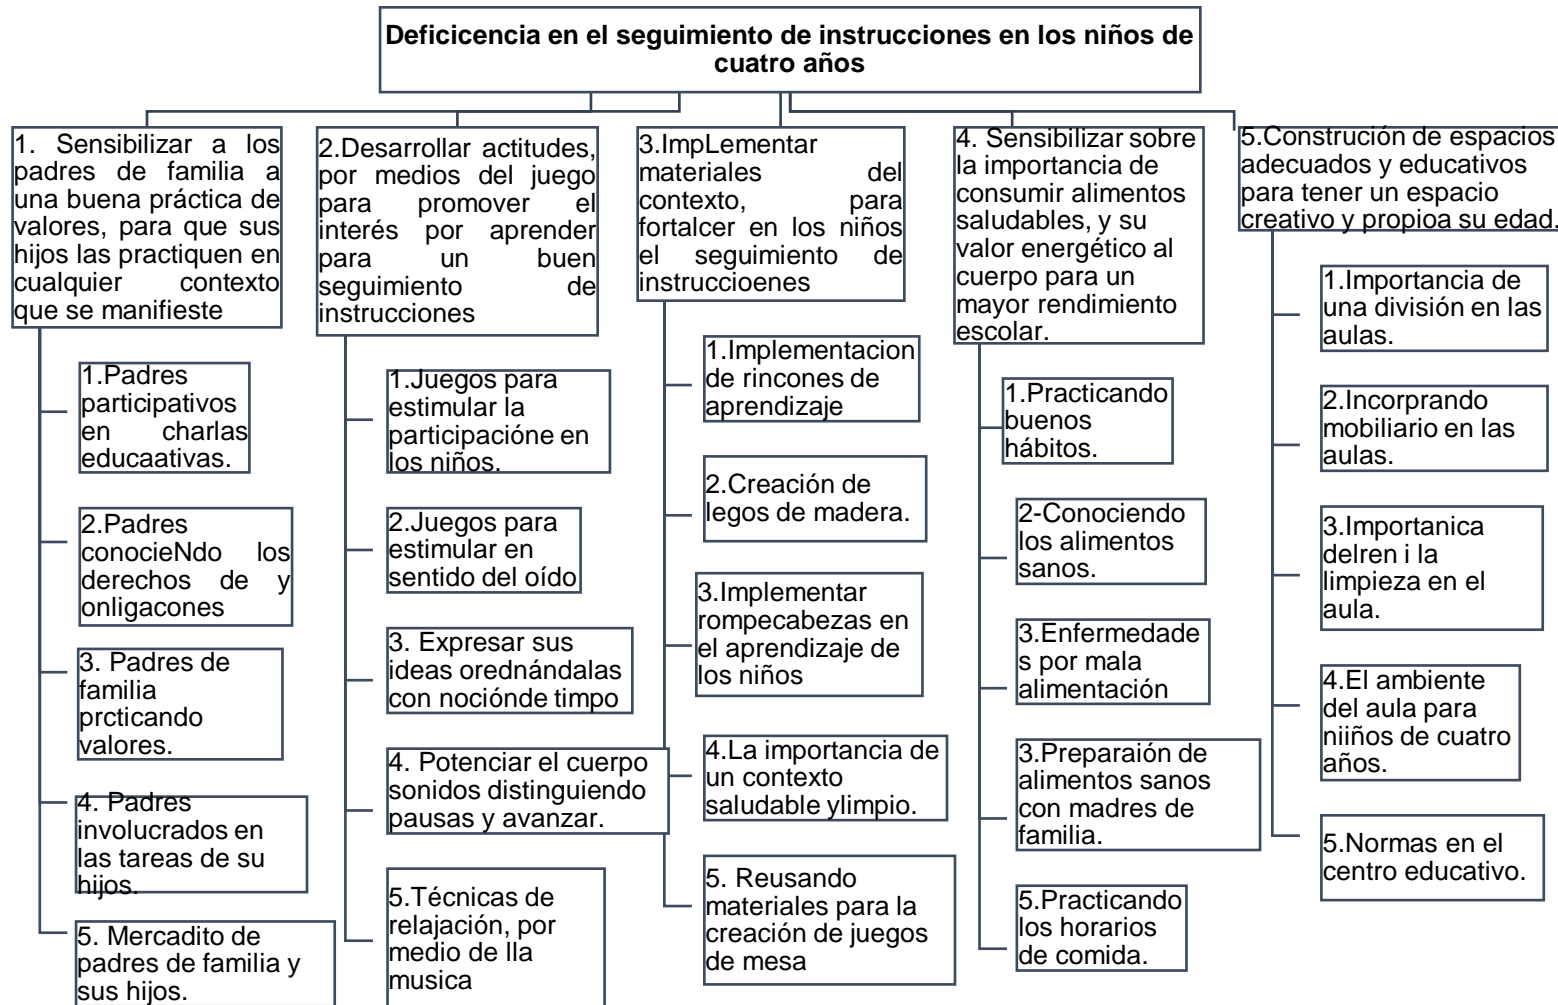 Deficicencia en el seguimiento de instrucciones en los niños de
cuatro años
1. Sensibilizar a los
padres de familia a
una buena práctica de
valores, para que sus
hijos las practiquen en
cualquier contexto
que se manifieste
1.Padres
participativos
en charlas
educaativas.
2.Padres
conocieNdo los
derechos de y
onligacones
3. Padres de
familia
prcticando
valores.
4. Padres
involucrados en
las tareas de su
hijos.
5. Mercadito de
padres de familia y
sus hijos.
2.Desarrollar actitudes,
por medios del juego
para promover el
interés por aprender
para un buen
seguimiento de
instrucciones
1.Juegos para
estimular la
participacióne en
los niños.
2.Juegos para
estimular en
sentido del oído
3. Expresar sus
ideas orednándalas
con nociónde timpo
4. Potenciar el cuerpo
sonidos distinguiendo
pausas y avanzar.
5.Técnicas de
relajación, por
medio de lla
musica
3.ImpLementar
materiales del
contexto, para
fortalcer en los niños
el seguimiento de
instruccioenes
1.Implementacion
de rincones de
aprendizaje
2.Creación de
legos de madera.
3.Implementar
rompecabezas en
el aprendizaje de
los niños
4.La importancia de
un contexto
saludable ylimpio.
5. Reusando
materiales para la
creación de juegos
de mesa
4. Sensibilizar sobre
la importancia de
consumir alimentos
saludables, y su
valor energético al
cuerpo para un
mayor rendimiento
escolar.
1.Practicando
buenos
hábitos.
2-Conociendo
los alimentos
sanos.
3.Enfermedade
s por mala
alimentación
3.Preparaión de
alimentos sanos
con madres de
familia.
5.Practicando
los horarios
de comida.
5.Construción de espacios
adecuados y educativos
para tener un espacio
creativo y propioa su edad.
1.Importancia de
una división en las
aulas.
2.Incorprando
mobiliario en las
aulas.
3.Importanica
delren i la
limpieza en el
aula.
4.El ambiente
del aula para
niiños de cuatro
años.
5.Normas en el
centro educativo.